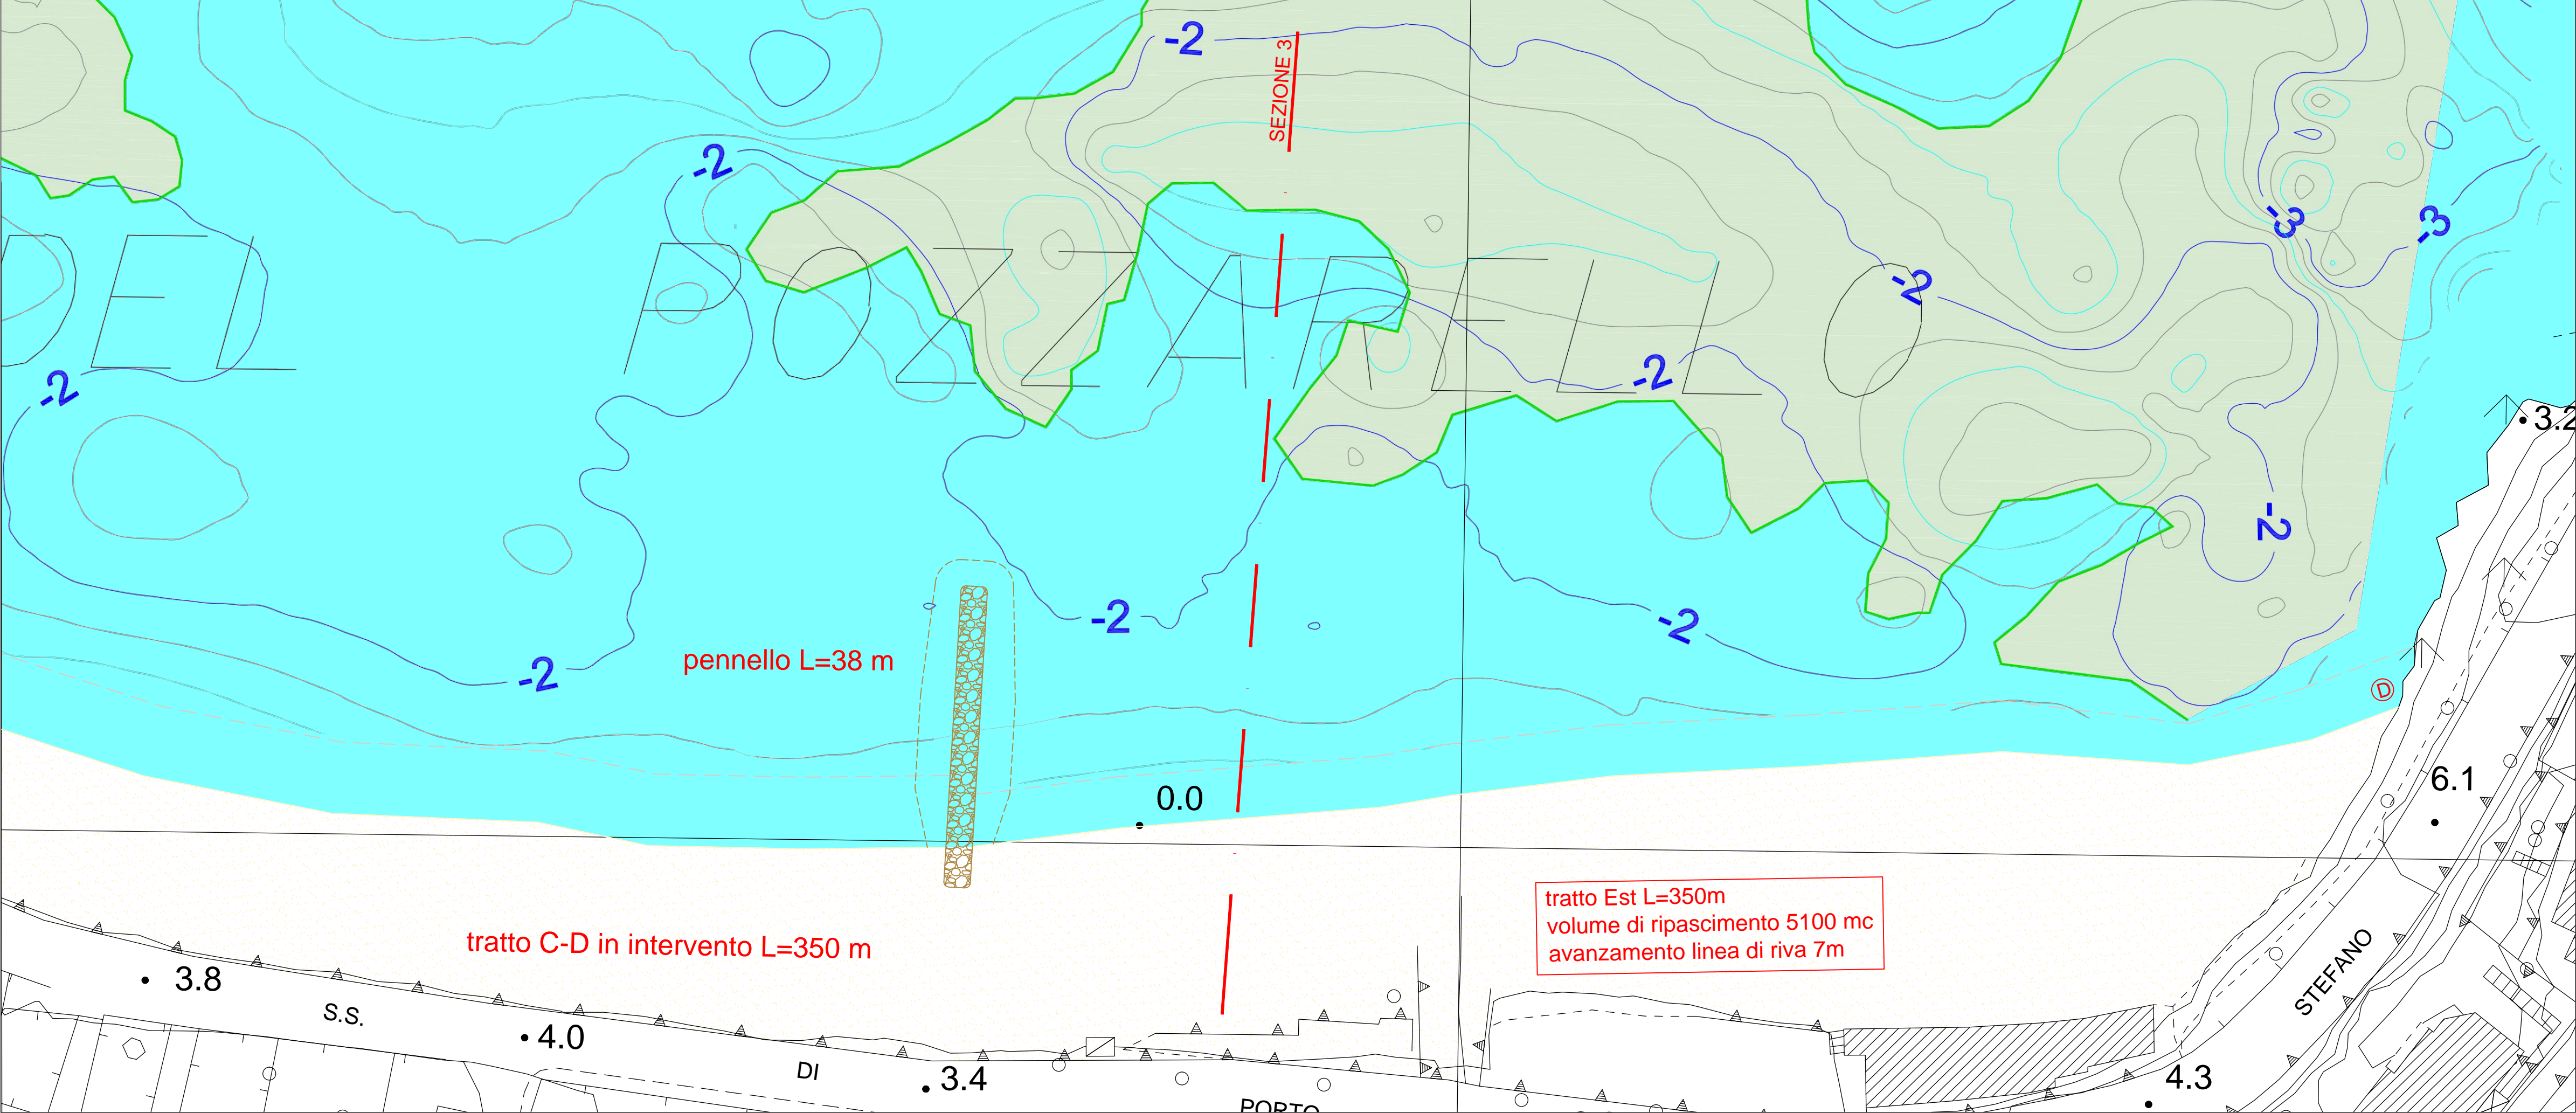 -2
SEZIONE 3
-2
-3
-3
DEL POZZARELLO
-2
-2
-2
3.2
-2
-2
-2
pennello L=38 m
-2
D
0.0
6.1
tratto Est L=350m
volume di ripascimento 5100 mc
avanzamento linea di riva 7m
tratto C-D in intervento L=350 m
3.8
S.S.
4.0
DI
3.4
PORTO
STEFANO
4.3